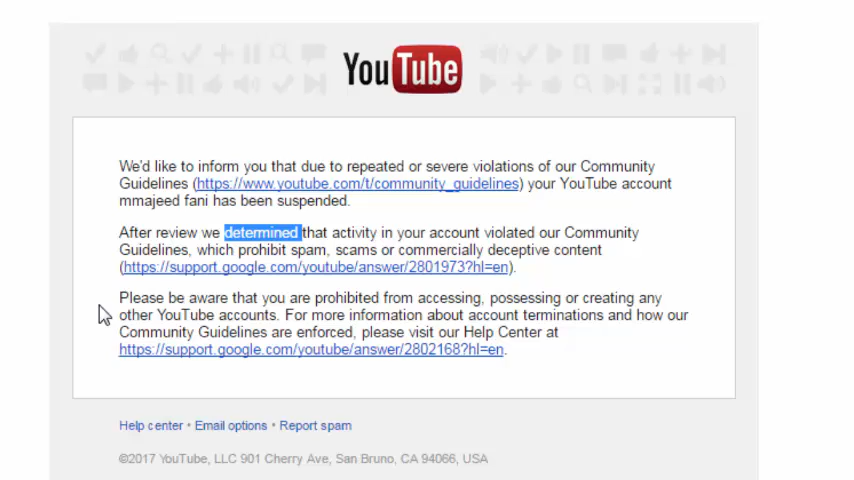 YouTube
We'd like to inform you that due to repeated or severe violations of our Community
Guidelines (https://www.youtube.com/t/community_guidelines) your YouTube account
mmajeed fani has been suspended.
After review we determined that activity in your account violated our Community
Guidelines, which prohibit spam, scams or commercially deceptive content
(https://support.google.com/youtube/answer/2801973?hl=en).
Please be aware that you are prohibited from accessing, possessing or creating any
other YouTube accounts. For more information about account terminations and how our
Community Guidelines are enforced, please visit our Help Center at
https://support.google.com/youtube/answer/2802168?hl=en.
Help center • Email options • Report spam
©2017 YouTube, LLC 901 Cherry Ave, San Bruno, CA 94066, USA